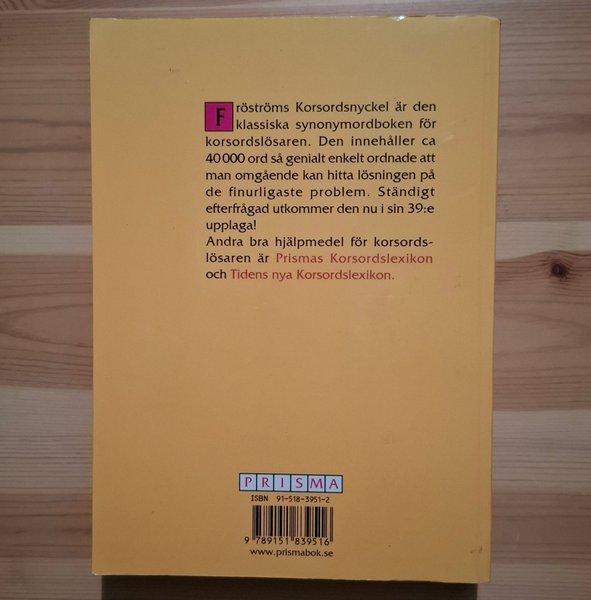 Fröströms Korsordsnyckel är den
klassiska synonymordboken för
korsordslösaren. Den innehåller ca
40 000 ord så genialt enkelt ordnade att
man omgående kan hitta lösningen på
de finurligaste problem. Ständigt
efterfrågad utkommer den nu i sin 39:e
upplaga!
Andra bra hjälpmedel för korsords-
lösaren är Prismas Korsordslexikon
och Tidens nya Korsordslexikon.
PRISMA
ISBN 91-518-3951-2
9 789151 839516
www.prismabok.se